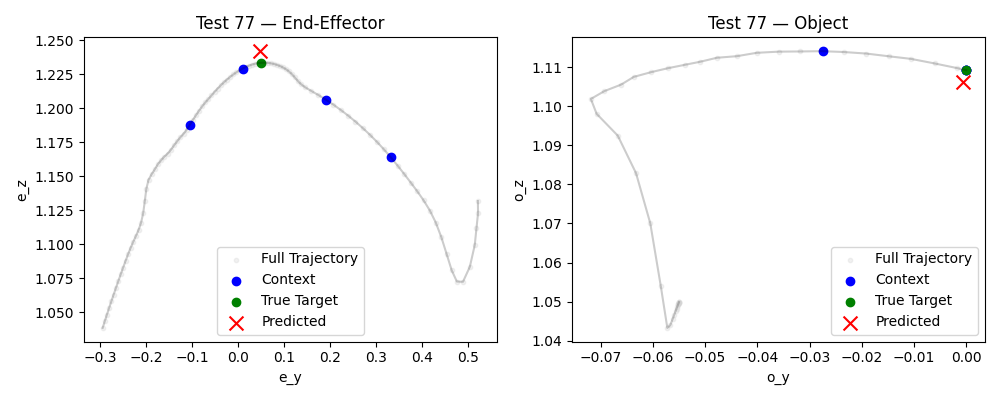 Test 77 — End-Effector
1.250
1.225
1.200
1.175
1.150
1.125
1.100
1.075
1.050
e_z
−0.3
−0.2
−0.1
0.0
0.1
0.2
0.3
0.4
0.5
e_y
Full Trajectory
Context
True Target
Predicted
Test 77 — Object
1.11
1.10
1.09
1.08
1.07
1.06
1.05
1.04
o_z
−0.07
−0.06
−0.05
−0.04
−0.03
−0.02
−0.01
0.00
o_y
Full Trajectory
Context
True Target
Predicted